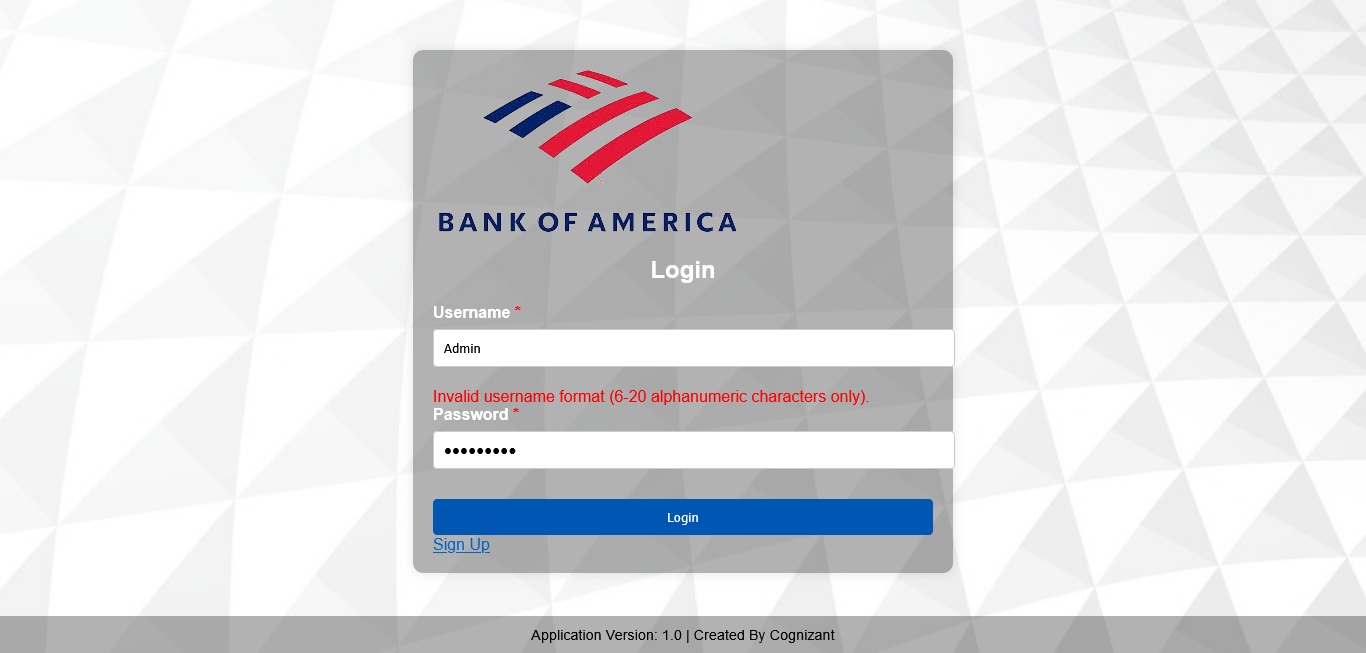 BANK OF AMERICA
Login
Username *
Admin
Invalid username format (6-20 alphanumeric characters only).
Password *
•••••••••
Login
Sign Up
Application Version: 1.0 | Created By Cognizant